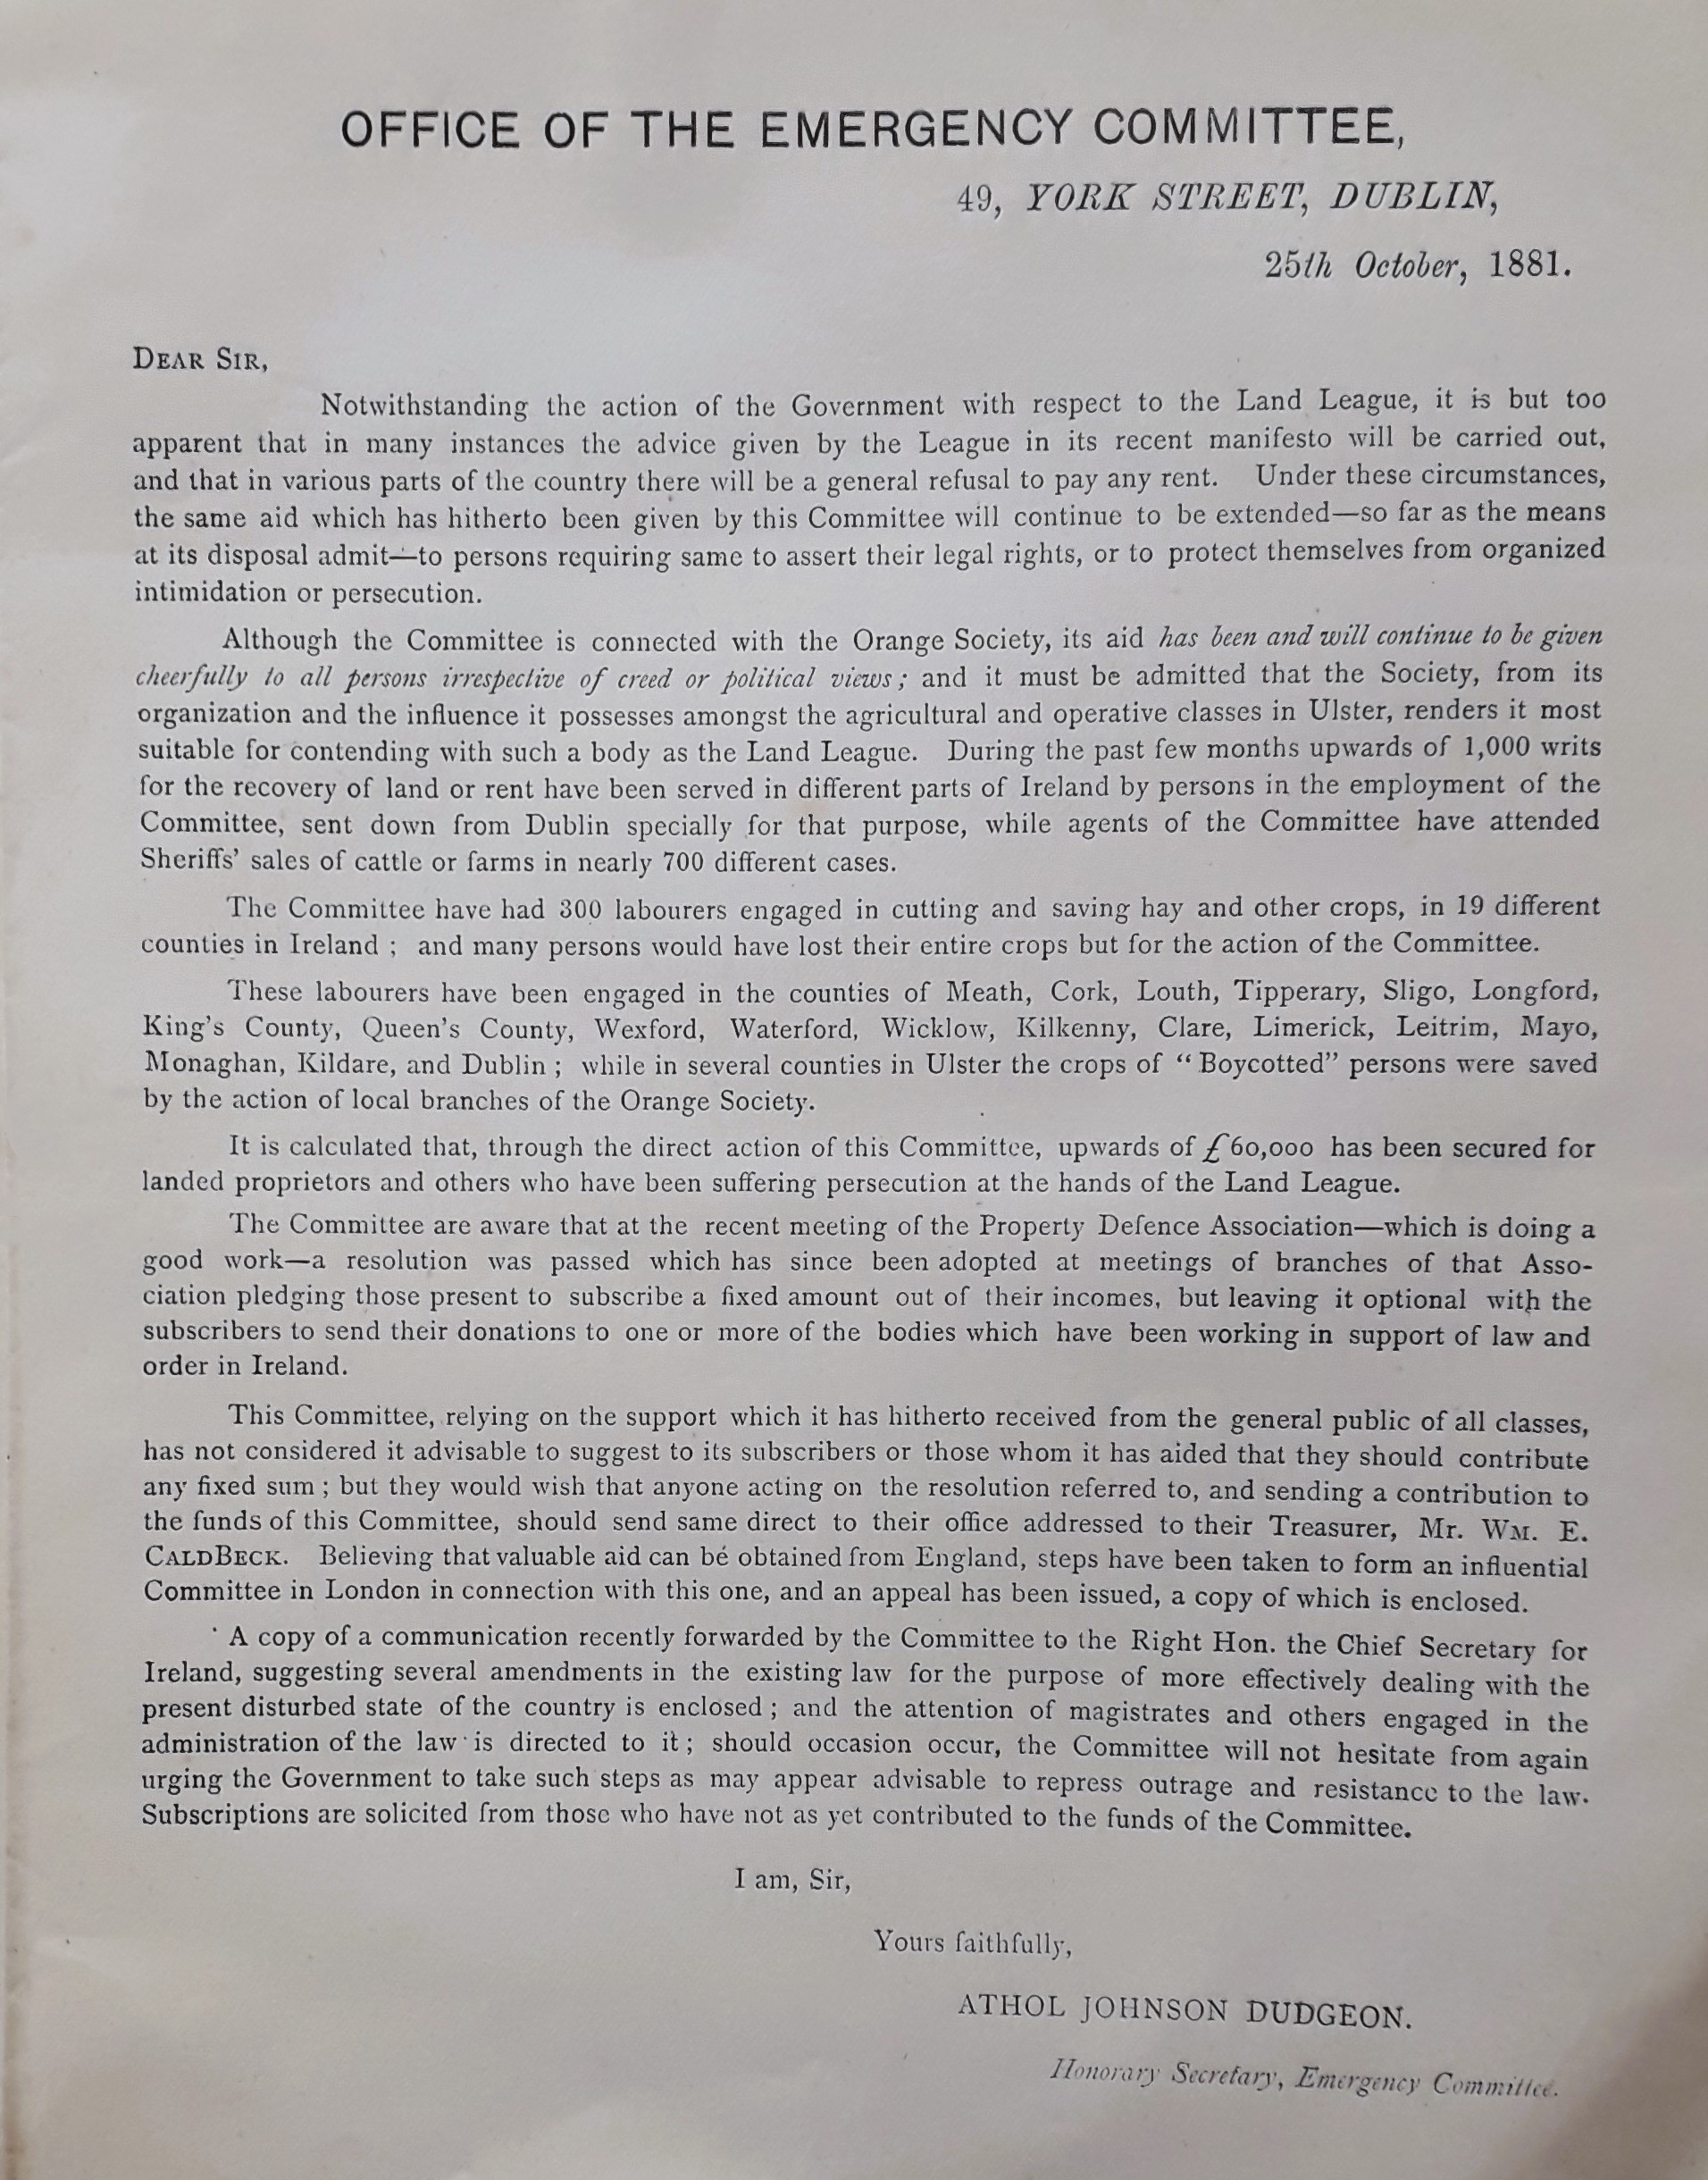 OFFICE OF THE EMERGENCY COMMITTEE,
49, YORK STREET, DUBLIN,
25th October, 1881.
DEAR SIR,
Notwithstanding the action of the Government with respect to the Land League, it is but too
apparent that in many instances the advice given by the League in its recent manifesto will be carried out,
and that in various parts of the country there will be a general refusal to pay any rent. Under these circumstances,
the same aid which has hitherto been given by this Committee will continue to be extended—so far as the means
at its disposal admit—to persons requiring same to assert their legal rights, or to protect themselves from organized
intimidation or persecution.
Although the Committee is connected with the Orange Society, its aid has been and will continue to be given
cheerfully to all persons irrespective of creed or political views; and it must be admitted that the Society, from its
organization and the influence it possesses amongst the agricultural and operative classes in Ulster, renders it most
suitable for contending with such a body as the Land League. During the past few months upwards of 1,000 writs
for the recovery of land or rent have been served in different parts of Ireland by persons in the employment of the
Committee, sent down from Dublin specially for that purpose, while agents of the Committee have attended
Sheriffs' sales of cattle or farms in nearly 700 different cases.
The Committee have had 300 labourers engaged in cutting and saving hay and other crops, in 19 different
counties in Ireland ; and many persons would have lost their entire crops but for the action of the Committee.
These labourers have been engaged in the counties of Meath, Cork, Louth, Tipperary, Sligo, Longford,
King's County, Queen's County, Wexford, Waterford, Wicklow, Kilkenny, Clare, Limerick, Leitrim, Mayo,
Monaghan, Kildare, and Dublin ; while in several counties in Ulster the crops of "Boycotted" persons were saved
by the action of local branches of the Orange Society.
It is calculated that, through the direct action of this Committee, upwards of £60,000 has been secured for
landed proprietors and others who have been suffering persecution at the hands of the Land League.
The Committee are aware that at the recent meeting of the Property Defence Association—which is doing a
good work—a resolution was passed which has since been adopted at meetings of branches of that Asso-
ciation pledging those present to subscribe a fixed amount out of their incomes, but leaving it optional with the
subscribers to send their donations to one or more of the bodies which have been working in support of law and
order in Ireland.
This Committee, relying on the support which it has hitherto received from the general public of all classes,
has not considered it advisable to suggest to its subscribers or those whom it has aided that they should contribute
any fixed sum ; but they would wish that anyone acting on the resolution referred to, and sending a contribution to
the funds of this Committee, should send same direct to their office addressed to their Treasurer, Mr. WM. E.
CALDBECK. Believing that valuable aid can be obtained from England, steps have been taken to form an influential
Committee in London in connection with this one, and an appeal has been issued, a copy of which is enclosed.
A copy of a communication recently forwarded by the Committee to the Right Hon. the Chief Secretary for
Ireland, suggesting several amendments in the existing law for the purpose of more effectively dealing with the
present disturbed state of the country is enclosed ; and the attention of magistrates and others engaged in the
administration of the law is directed to it ; should occasion occur, the Committee will not hesitate from again
urging the Government to take such steps as may appear advisable to repress outrage and resistance to the law.
Subscriptions are solicited from those who have not as yet contributed to the funds of the Committee.
I am, Sir,
Yours faithfully,
ATHOL JOHNSON DUDGEON.
Honorary Secretary, Emergency Committee.